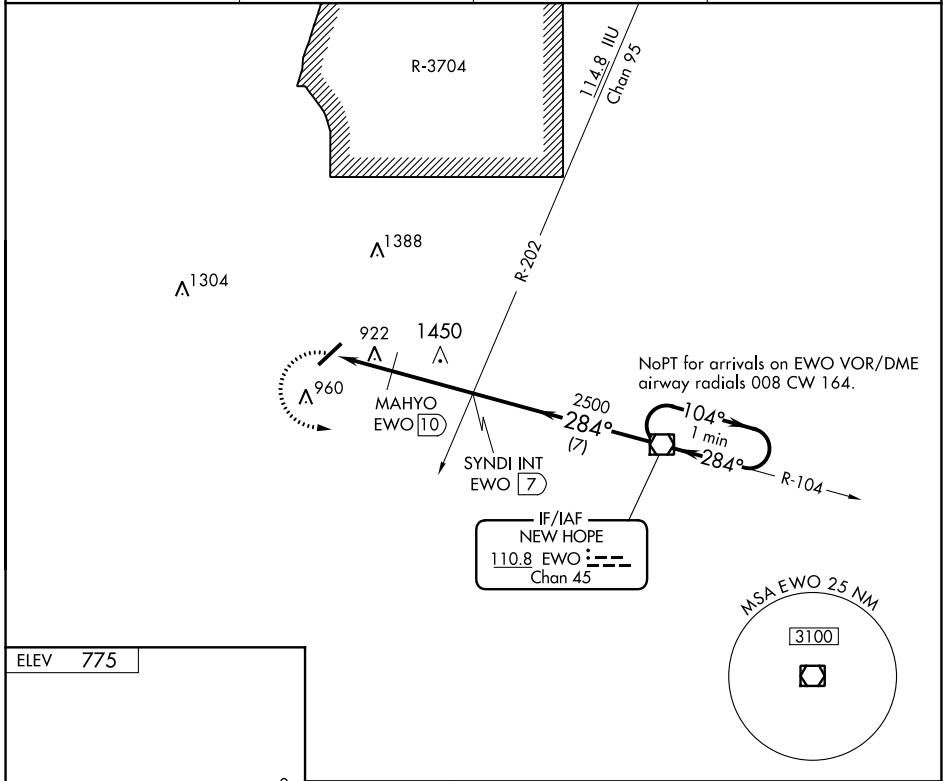 R-3704
114.8 IIU
Chan 95
R-202
1388
1304
922
1450
960
MAHYO
EWO 10
SYNDI INT
EWO 7
2500
284°
(7)
NoPT for arrivals on EWO VOR/DME
airway radials 008 CW 164.
104°
1 min
284°
R-104
IF/IAF
NEW HOPE
110.8 EWO
Chan 45
MSA EWO 25 NM
3100
ELEV 775